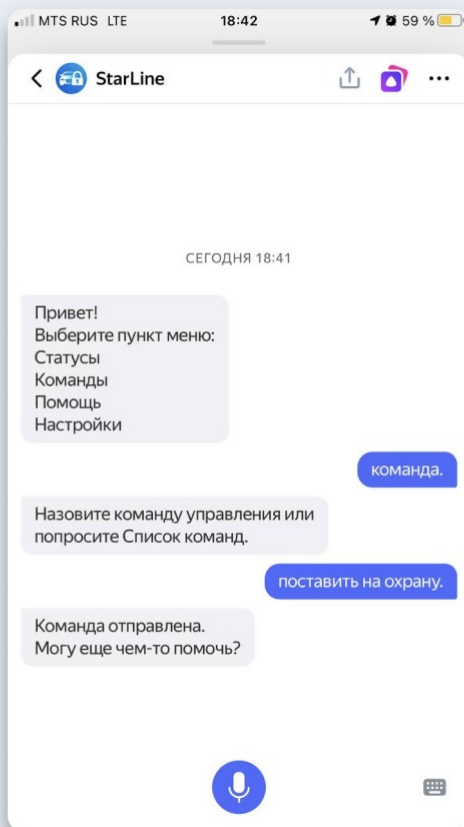 MTS RUS LTE 18:42 59 %
StarLine
СЕГОДНЯ 18:41
Привет!
Выберите пункт меню:
Статусы
Команды
Помощь
Настройки
команда.
Назовите команду управления или
попросите Список команд.
поставить на охрану.
Команда отправлена.
Могу еще чем-то помочь?